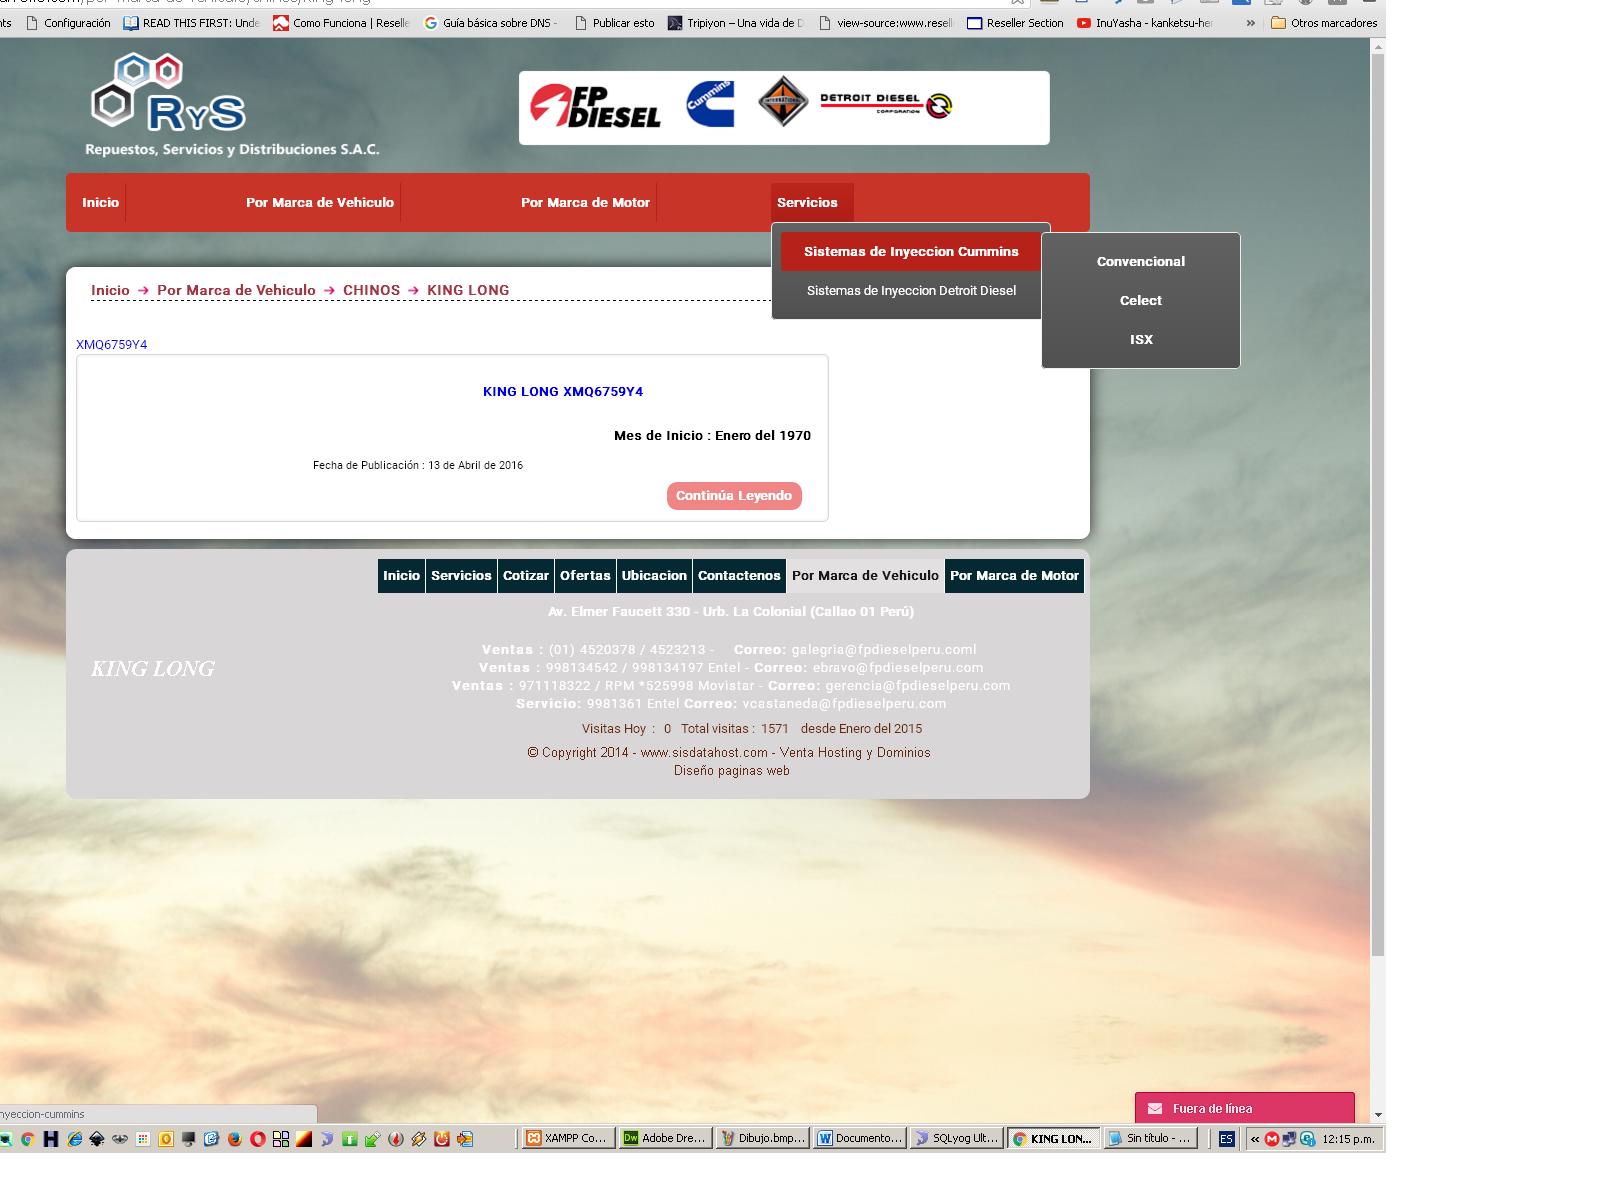 Configuración
READ THIS FIRST: Unde
Como Funciona | Reselle
Guía básica sobre DNS -
Publicar esto
Tripiyon – Una vida de D
view-source:www.resell
Reseller Section
InuYasha - kanketsu-he
»
Otros marcadores
RyS
Repuestos, Servicios y Distribuciones S.A.C.
FP DIESEL
Cummins
INTERNATIONAL
DETROIT DIESEL
CORPORATION
Inicio
Por Marca de Vehiculo
Por Marca de Motor
Servicios
Sistemas de Inyeccion Cummins
Sistemas de Inyeccion Detroit Diesel
Convencional
Celect
ISX
Inicio → Por Marca de Vehiculo → CHINOS → KING LONG
XMQ6759Y4
KING LONG XMQ6759Y4
Mes de Inicio : Enero del 1970
Fecha de Publicación : 13 de Abril de 2016
Continúa Leyendo
Inicio Servicios Cotizar Ofertas Ubicacion Contactenos Por Marca de Vehiculo Por Marca de Motor
Av. Elmer Faucett 330 - Urb. La Colonial (Callao 01 Perú)
KING LONG
Ventas : (01) 4520378 / 4523213 - Correo: galegria@fpdieselperu.coml
Ventas : 998134542 / 998134197 Entel - Correo: ebravo@fpdieselperu.com
Ventas : 971118322 / RPM *525998 Movistar - Correo: gerencia@fpdieselperu.com
Servicio: 9981361 Entel Correo: vcastaneda@fpdieselperu.com
Visitas Hoy : 0 Total visitas : 1571 desde Enero del 2015
© Copyright 2014 - www.sisdatahost.com - Venta Hosting y Dominios
Diseño paginas web
Fuera de línea
nyeccion-cummins
XAMPP Co...
Adobe Dre...
Dibujo.bmp...
Documento...
SQLyog Ult...
KING LON...
Sin título - ...
ES
«
12:15 p.m.